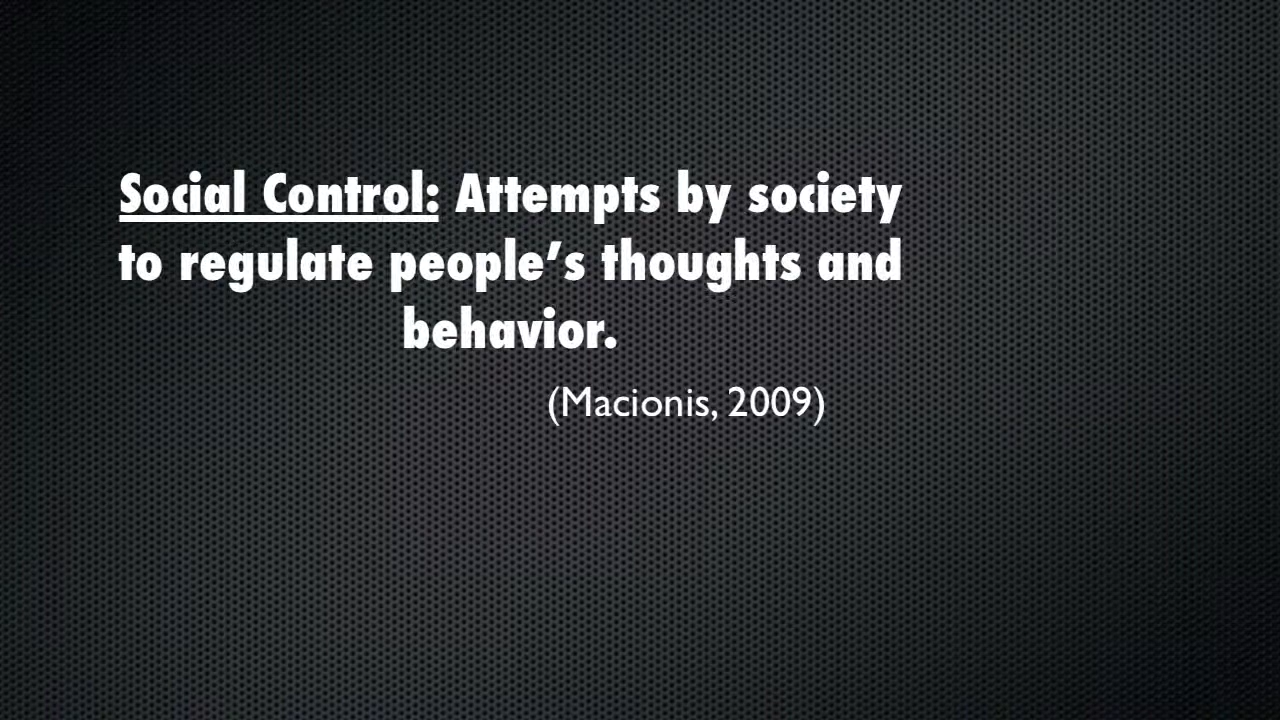 Social Control: Attempts by society
to regulate people’s thoughts and
behavior.
(Macionis, 2009)